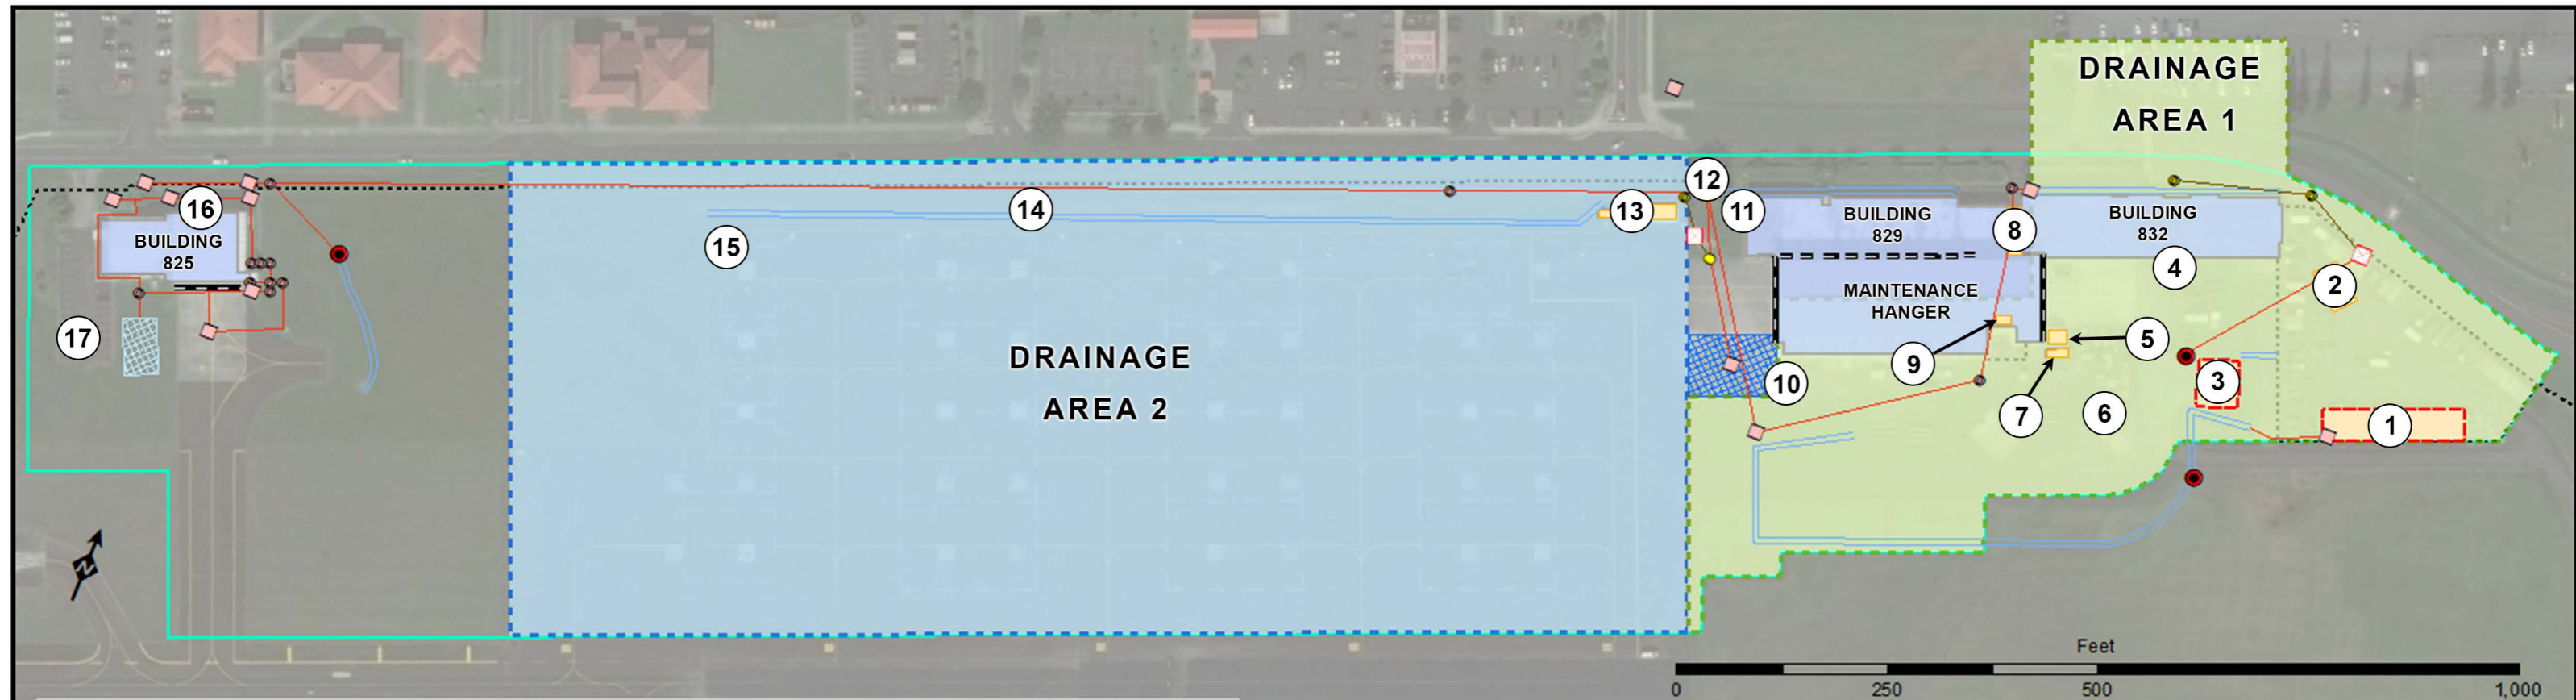 DRAINAGE
AREA 1
12
16
14
13
11
BUILDING
829
8
BUILDING
832
BUILDING
825
15
4
2
MAINTENANCE
HANGER
17
DRAINAGE
AREA 2
9
5
10
3
7
6
1
N
Feet
0
250
500
1,000